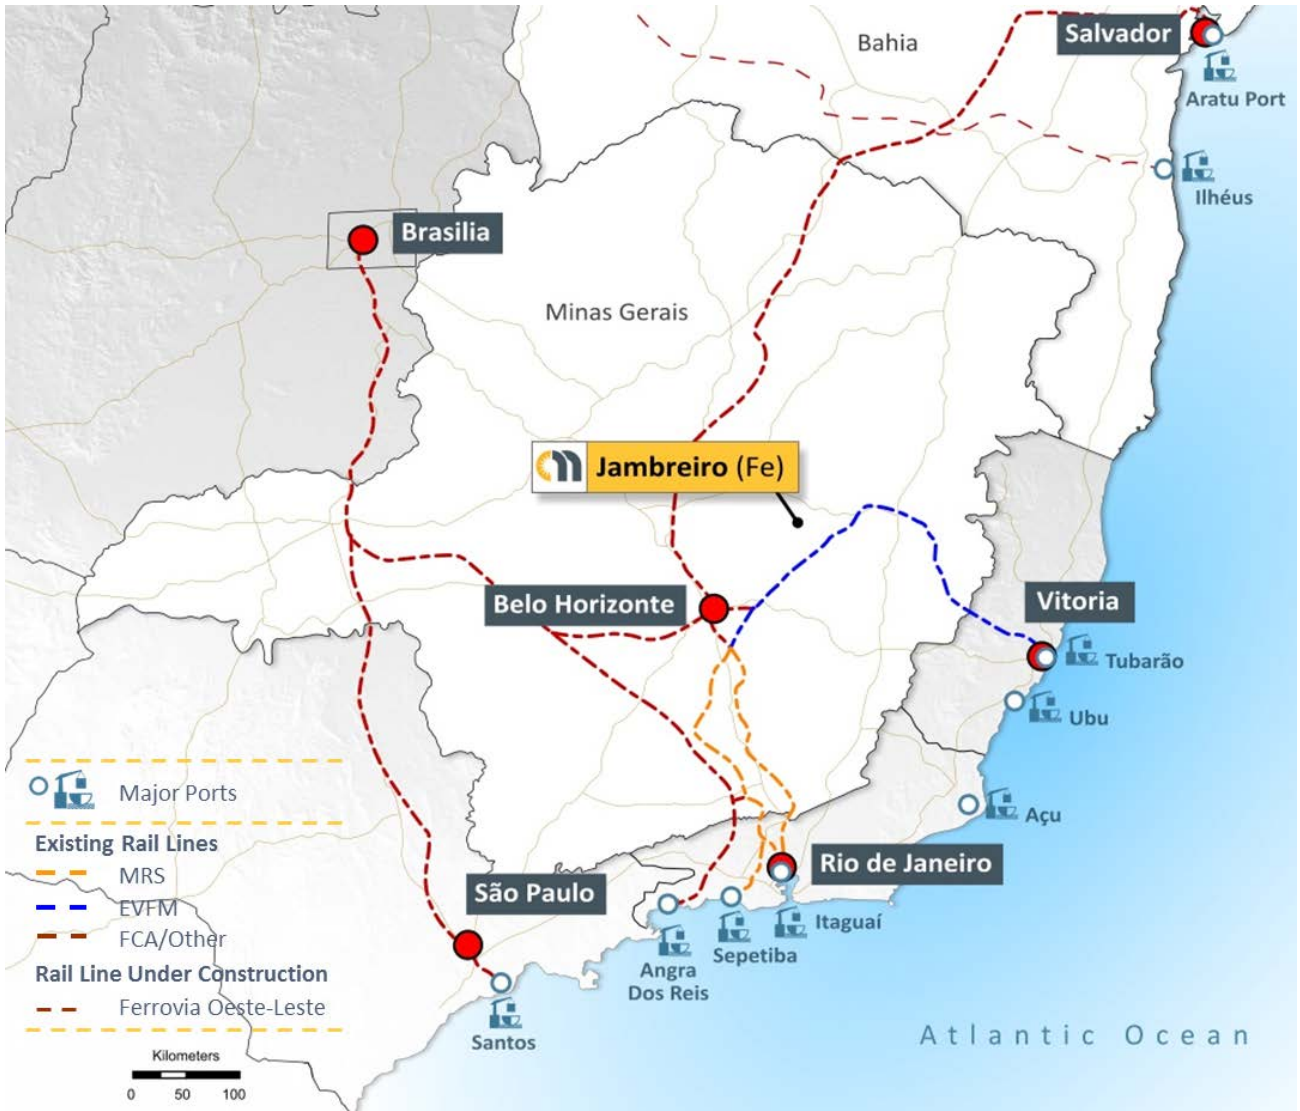 Bahia
Salvador
Aratu Port
Ilhéus
Brasilia
Minas Gerais
Jambreiro (Fe)
Belo Horizonte
Vitoria
Tubarão
Ubu
Açu
Rio de Janeiro
Itaguaí
São Paulo
Sepetiba
Angra
Dos Reis
Santos
Atlantic Ocean
Major Ports
Existing Rail Lines
MRS
EVFM
FCA/Other
Rail Line Under Construction
Ferrovia Oeste-Leste
Kilometers
0 50 100